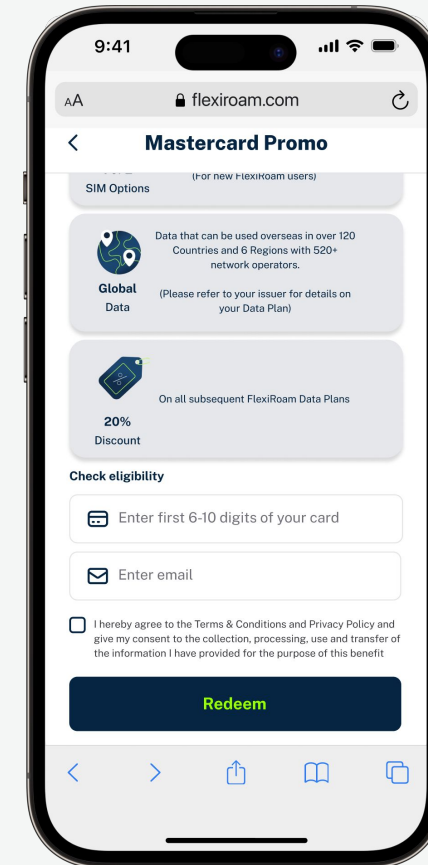 9:41
AA
flexiroam.com
Mastercard Promo
SIM Options
(For new FlexiRoam users)
Data that can be used overseas in over 120
Countries and 6 Regions with 520+
network operators.
Global
Data
(Please refer to your issuer for details on
your Data Plan)
%
On all subsequent FlexiRoam Data Plans
20%
Discount
Check eligibility
Enter first 6-10 digits of your card
Enter email
I hereby agree to the Terms & Conditions and Privacy Policy and
give my consent to the collection, processing, use and transfer of
the information I have provided for the purpose of this benefit
Redeem